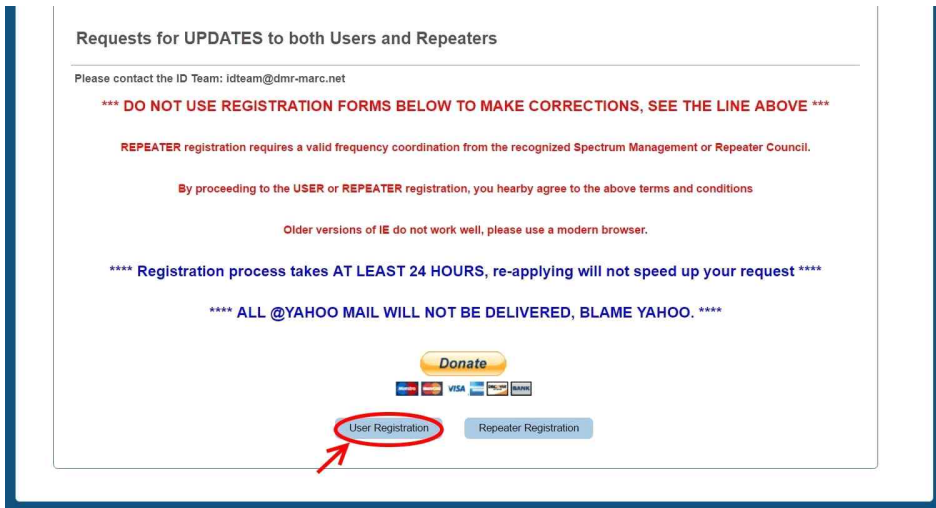 Requests for UPDATES to both Users and Repeaters
Please contact the ID Team: idteam@dmr-marc.net
*** DO NOT USE REGISTRATION FORMS BELOW TO MAKE CORRECTIONS, SEE THE LINE ABOVE ***
REPEATER registration requires a valid frequency coordination from the recognized Spectrum Management or Repeater Council.
By proceeding to the USER or REPEATER registration, you hearby agree to the above terms and conditions
Older versions of IE do not work well, please use a modern browser.
**** Registration process takes AT LEAST 24 HOURS, re-applying will not speed up your request ****
**** ALL @YAHOO MAIL WILL NOT BE DELIVERED, BLAME YAHOO. ****
Donate
VISA BANK
User Registration Repeater Registration